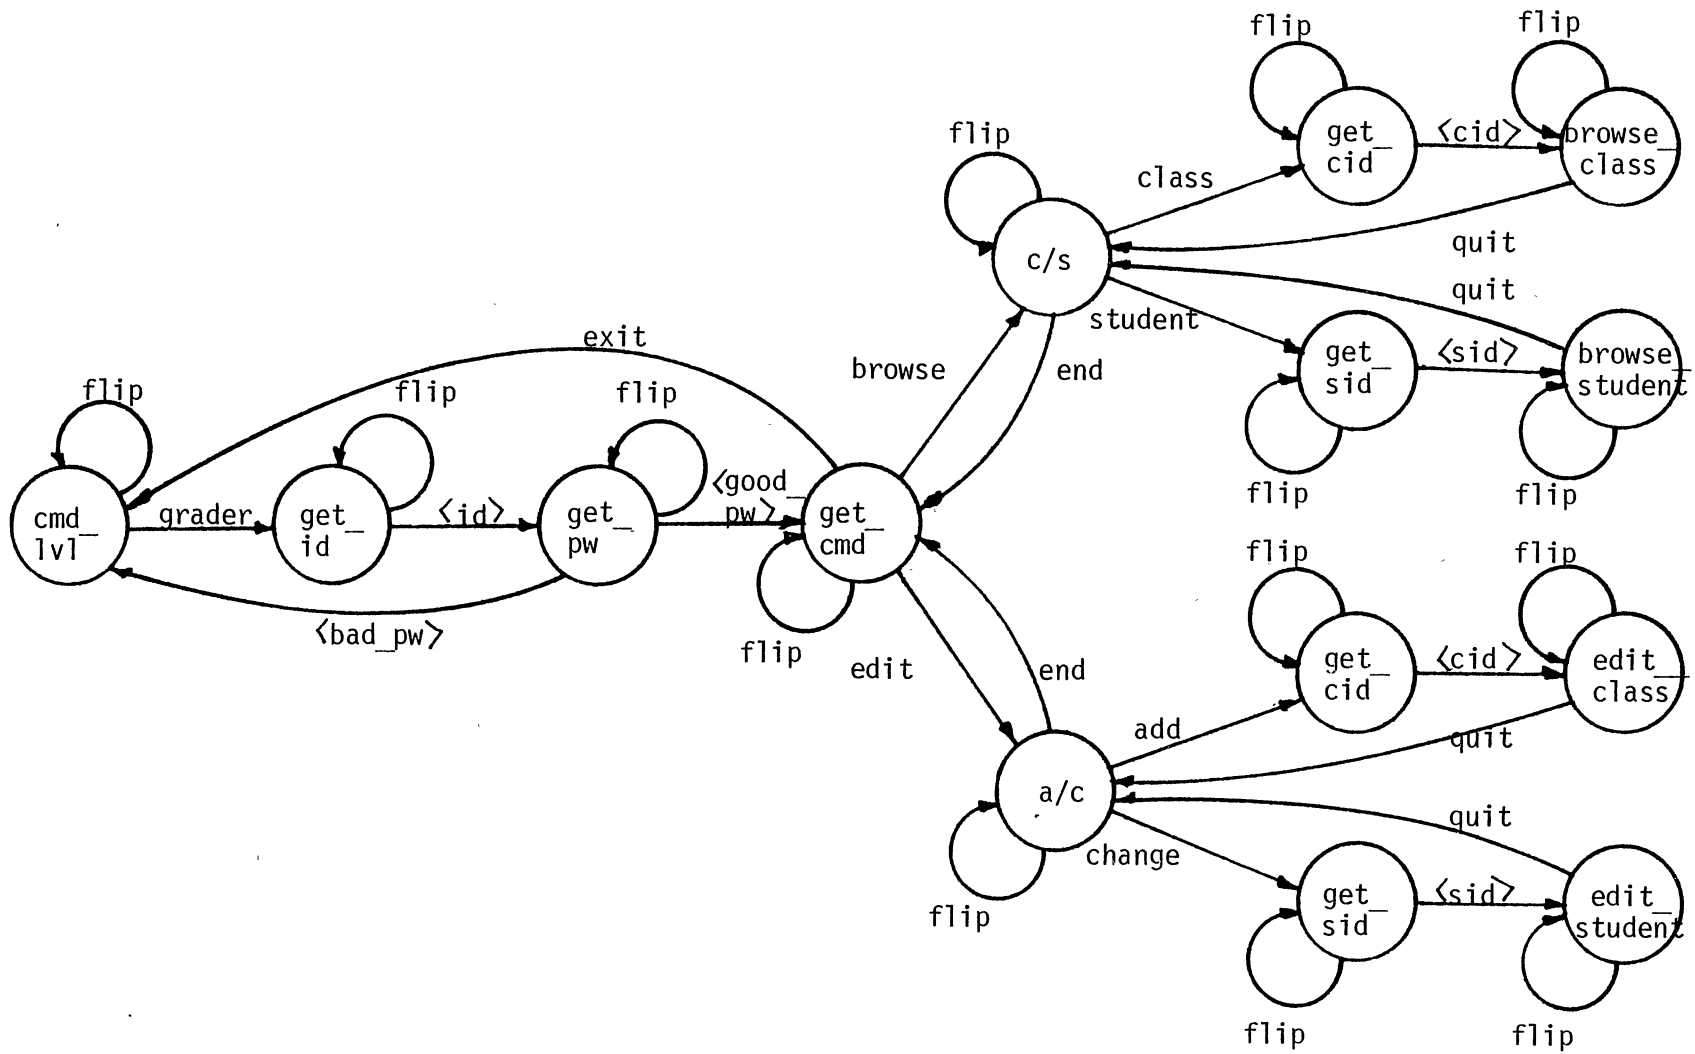 flip
flip
get_
cid
<cid>
browse_
class
flip
class
quit
c/s
quit
student
get_
sid
<sid>
browse_
student
flip
flip
exit
browse
end
flip
flip
flip
cmd_
lvl
grader
get_
id
<id>
get_
pw
<good_
pw>
get_
cmd
<bad_pw>
flip
edit
end
flip
flip
get_
cid
<cid>
edit_
class
add
quit
a/c
quit
change
flip
get_
sid
<sid>
edit_
student
flip
flip